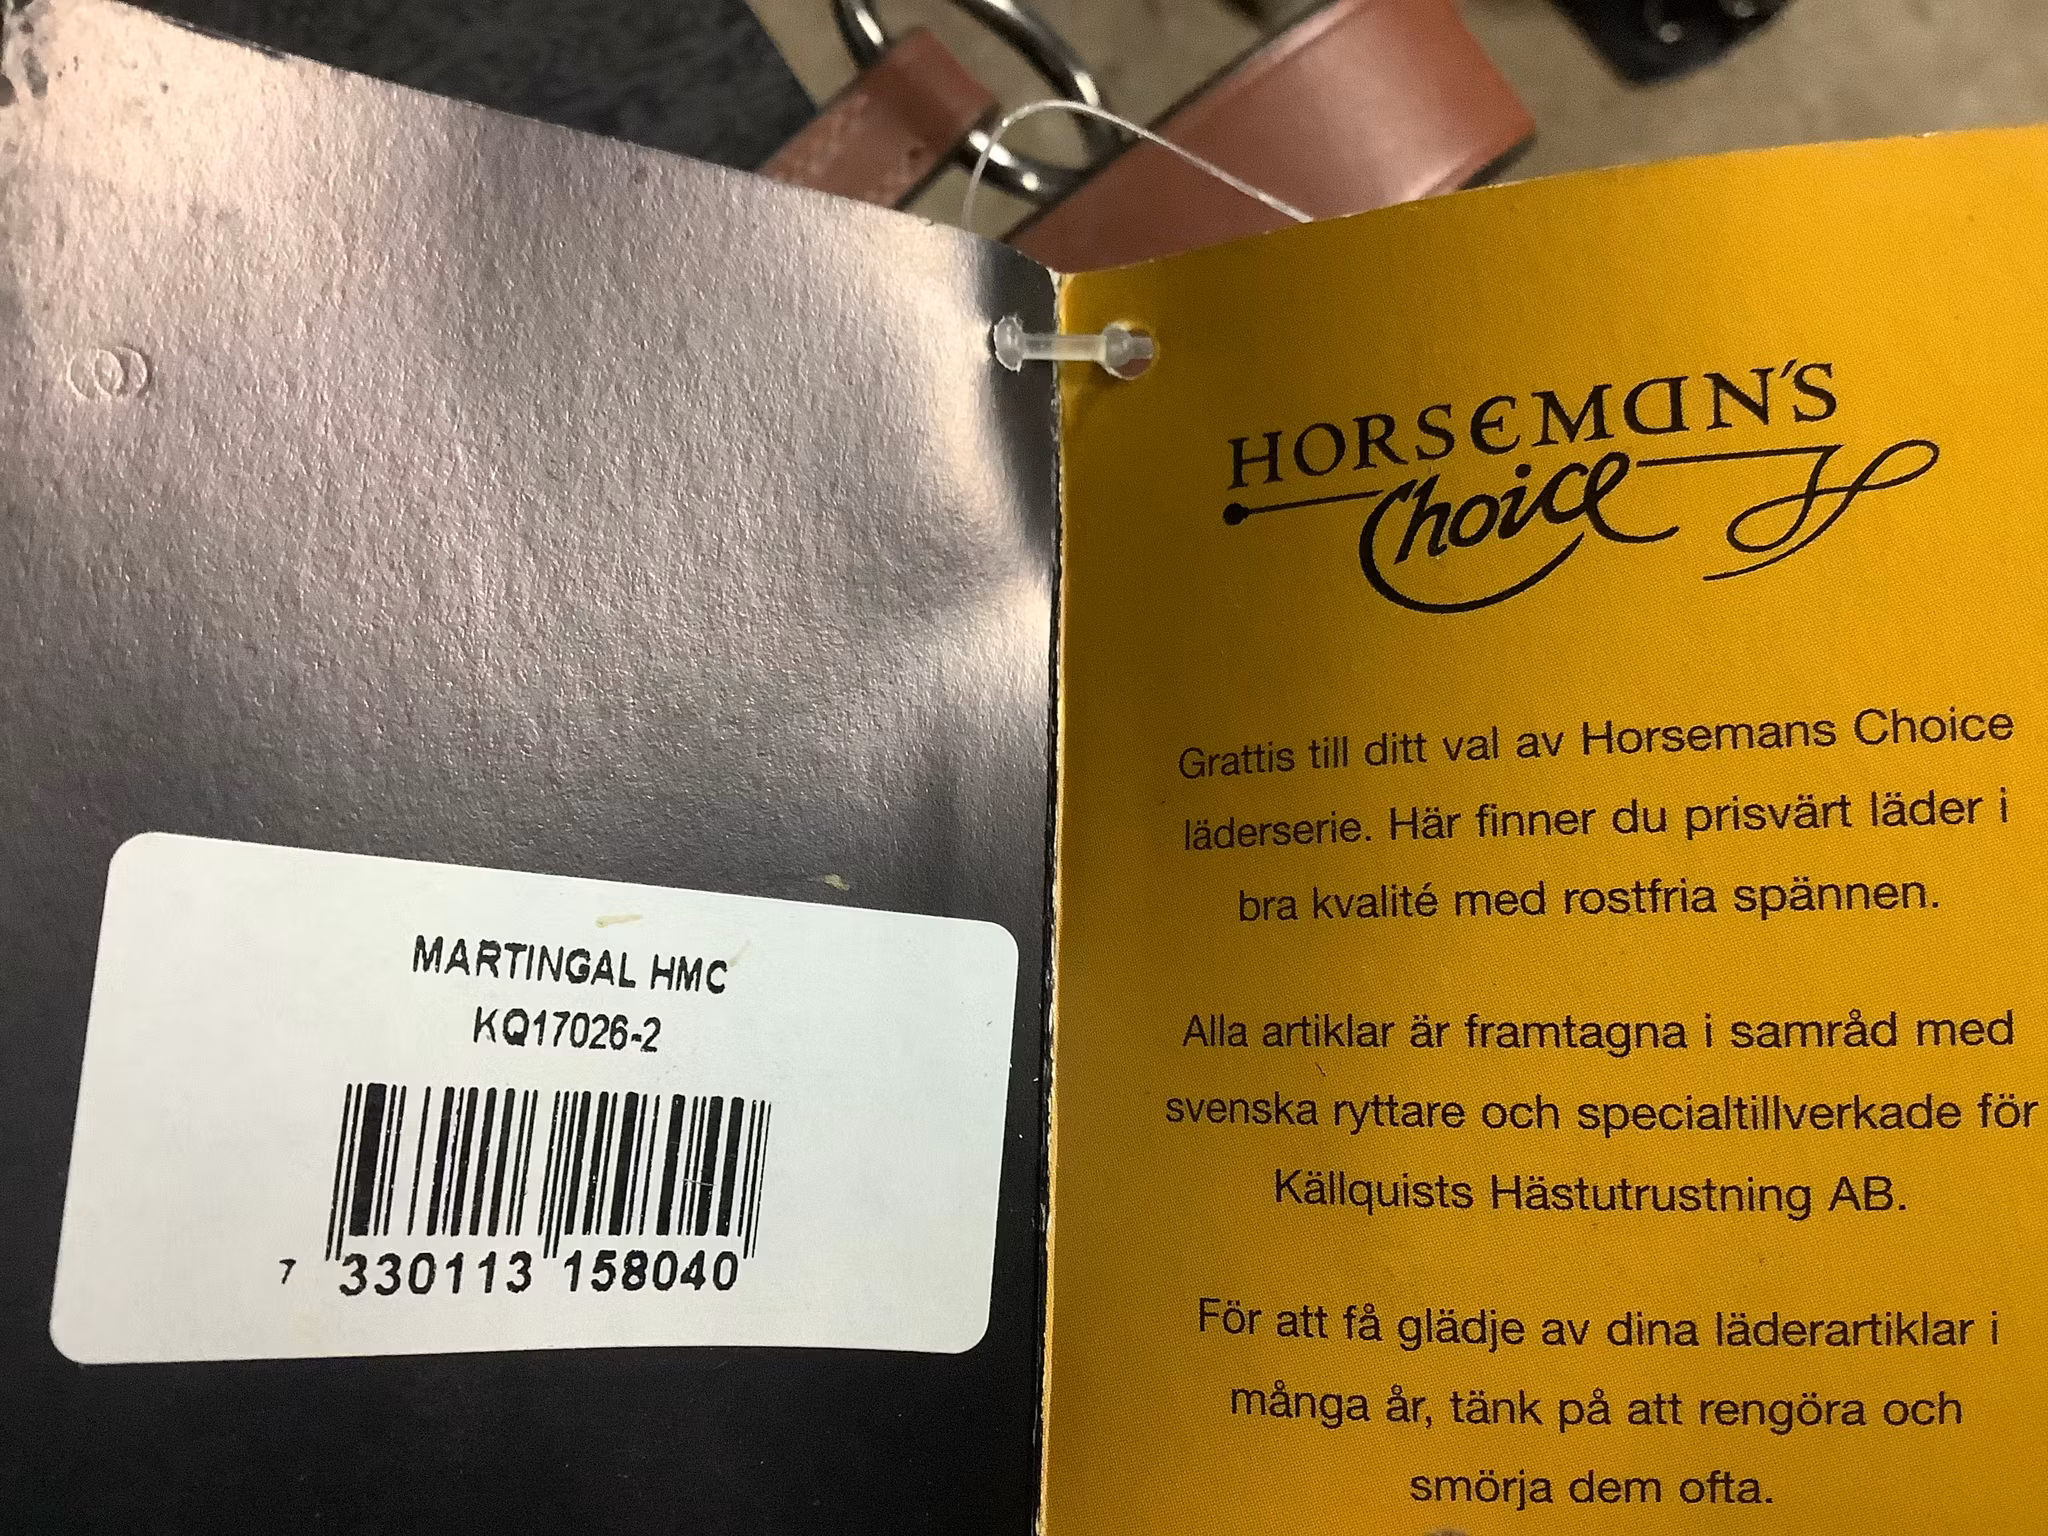 MARTINGAL HMC
KQ17026-2
7 330113 158040
HORSEMAN'S
Choice
Grattis till ditt val av Horsemans Choice
läderserie. Här finner du prisvärt läder i
bra kvalité med rostfria spännen.
Alla artiklar är framtagna i samråd med
svenska ryttare och specialtillverkade för
Källquists Hästutrustning AB.
För att få glädje av dina läderartiklar i
många år, tänk på att rengöra och
smörja dem ofta.